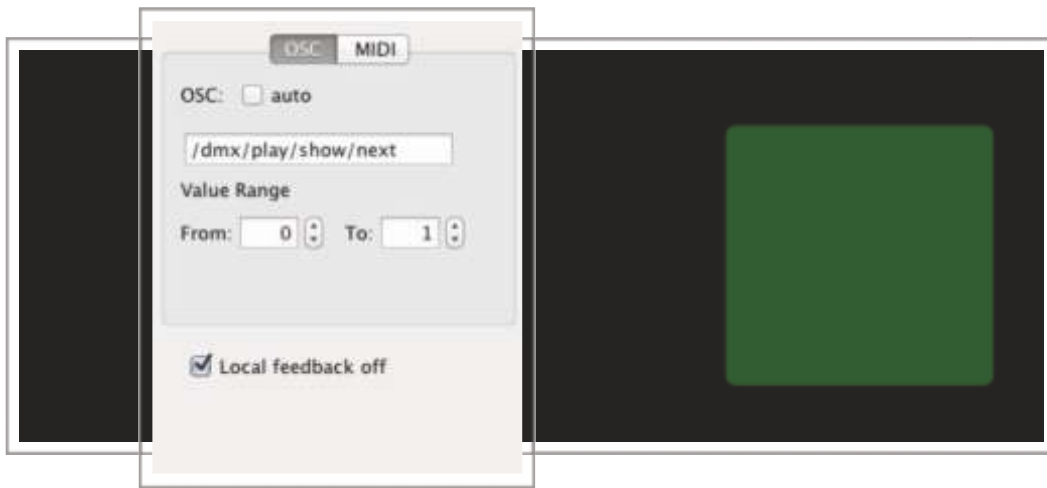 OSC MIDI
OSC: auto
/dmx/play/show/next
Value Range
From: 0 To: 1
Local feedback off